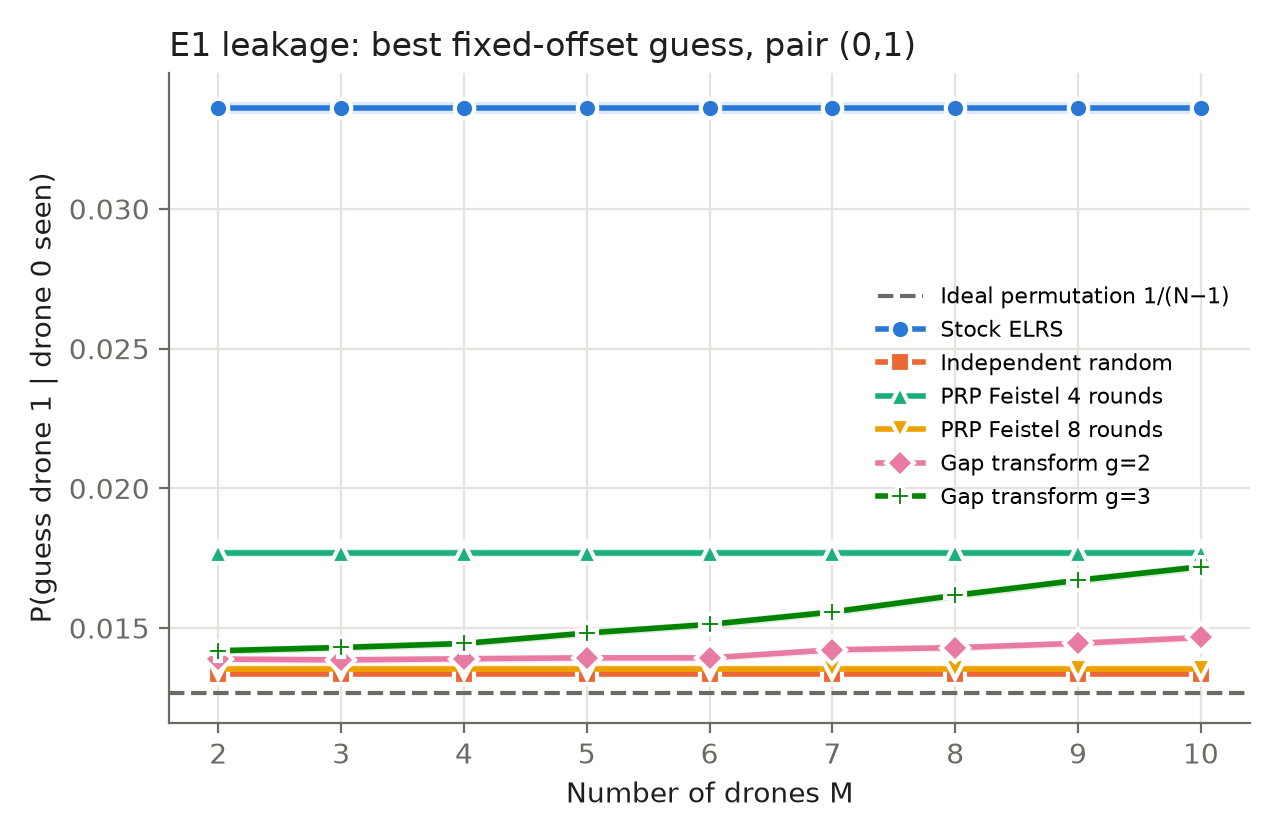 E1 leakage: best fixed-offset guess, pair (0,1)
P(guess drone 1 | drone 0 seen)
0.030
0.025
0.020
0.015
Ideal permutation 1/(N−1)
Stock ELRS
Independent random
PRP Feistel 4 rounds
PRP Feistel 8 rounds
Gap transform g=2
Gap transform g=3
2 3 4 5 6 7 8 9 10
Number of drones M